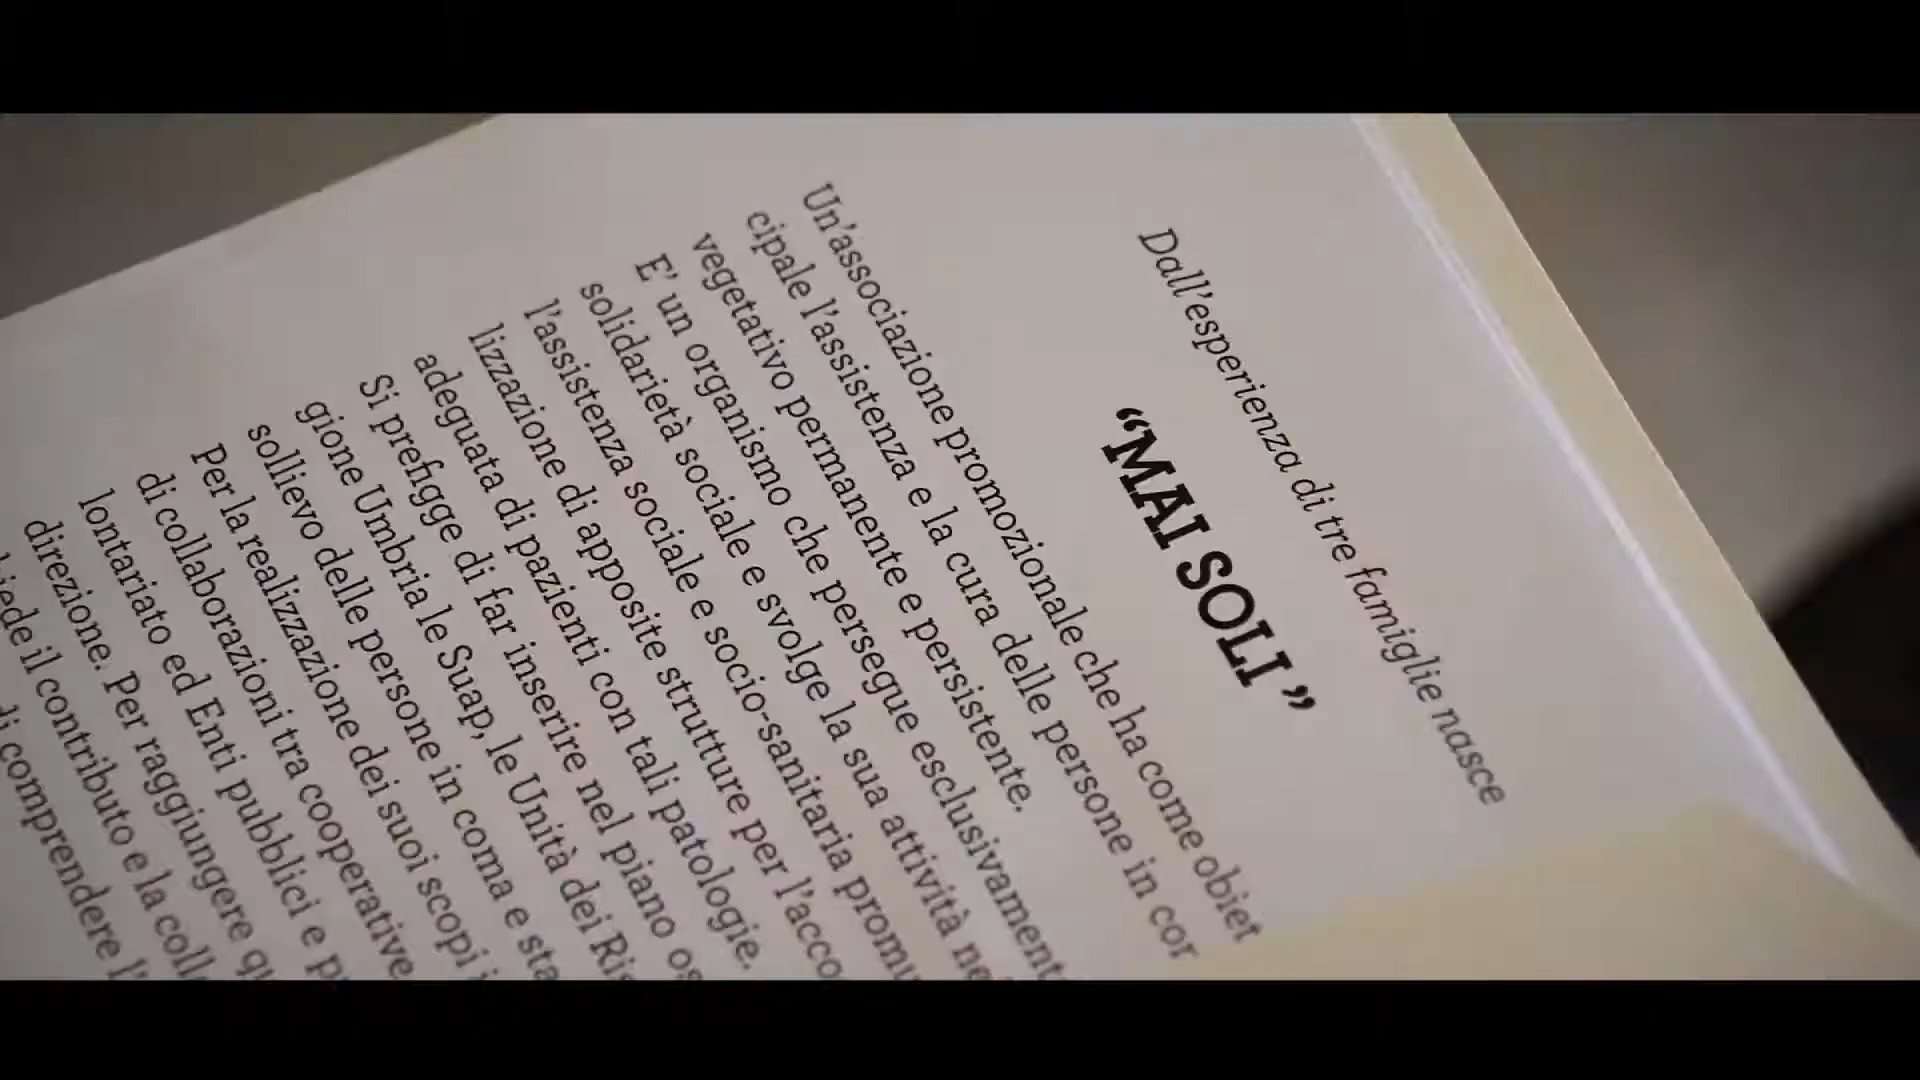 Dall'esperienza di tre famiglie nasce
“MAI SOLI”
Un'associazione promozionale che ha come obiet
cipale l'assistenza e la cura delle persone in cor
vegetativo permanente e persistente.
E' un organismo che persegue esclusivament
solidarietà sociale e svolge la sua attività ne
l'assistenza sociale e socio-sanitaria promu
lizzazione di apposite strutture per l'acco
adeguata di pazienti con tali patologie.
Si prefigge di far inserire nel piano os
gione Umbria le Suap, le Unità dei Ris
sollievo delle persone in coma e sta
Per la realizzazione dei suoi scopi i
di collaborazioni tra cooperative
lontariato ed Enti pubblici e p
direzione. Per raggiungere qu
iede il contributo e la coll
di comprendere l'